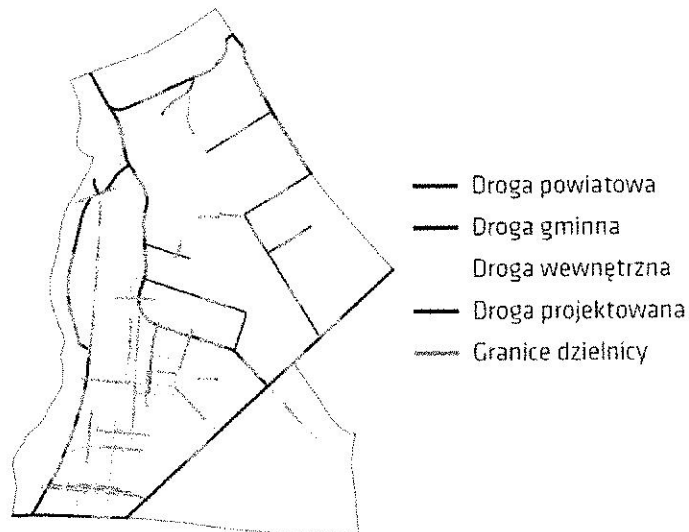 Droga powiatowa
Droga gminna
Droga wewnętrzna
Droga projektowana
Granice dzielnicy